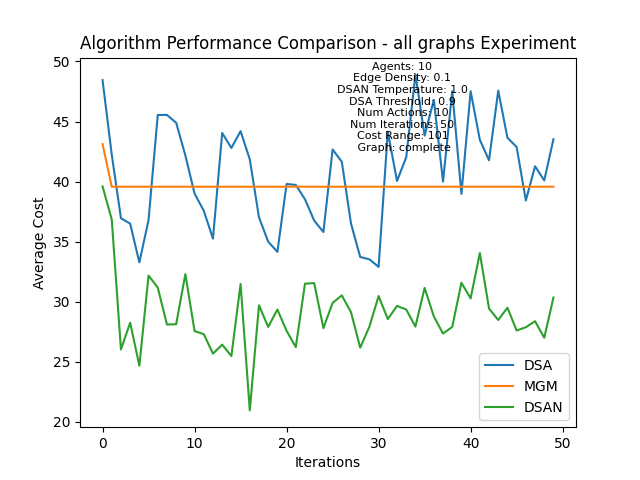 Algorithm Performance Comparison - all graphs Experiment
Agents: 10
Edge Density: 0.1
DSAN Temperature: 1.0
DSA Threshold: 0.9
Num Actions: 10
Num Iterations: 50
Cost Range: 101
Graph: complete
50
45
40
35
30
25
20
Average Cost
0
10
20
30
40
50
Iterations
DSA
MGM
DSAN